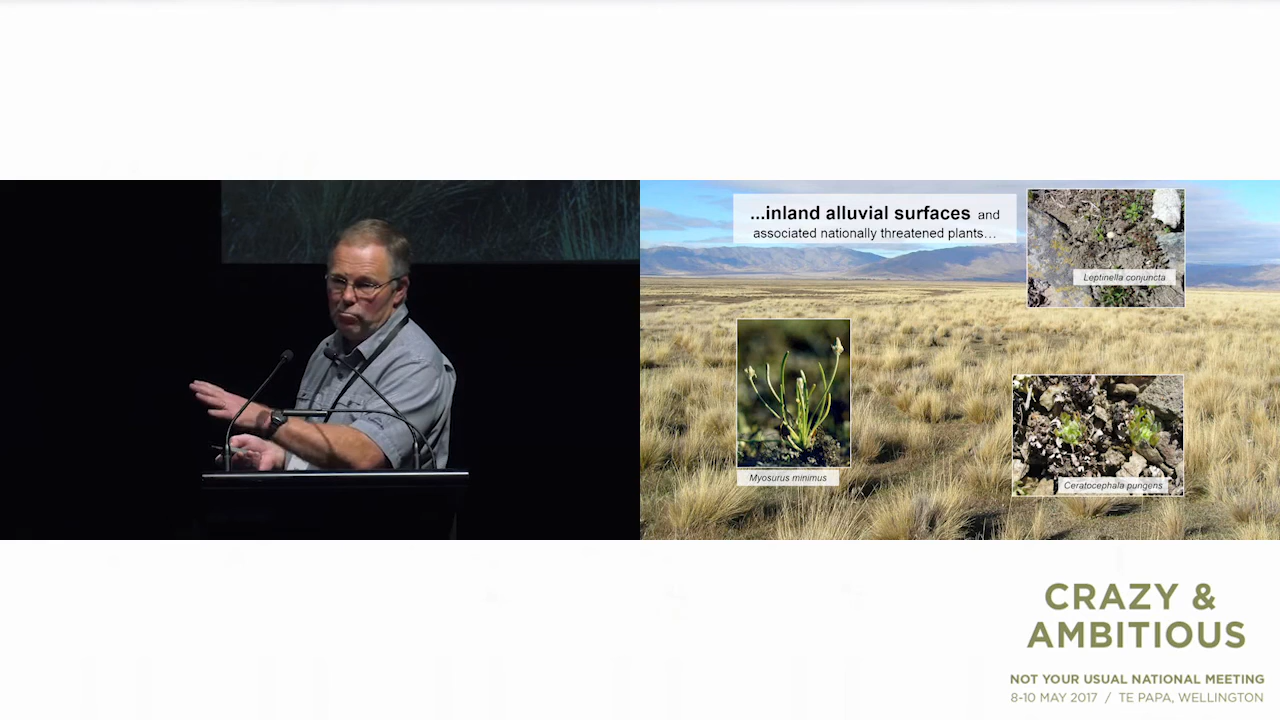 ...inland alluvial surfaces and
associated nationally threatened plants...
Leptinella conjuncta
Myosurus minimus
Ceratocephala pungens
CRAZY &
AMBITIOUS
NOT YOUR USUAL NATIONAL MEETING
8-10 MAY 2017 / TE PAPA, WELLINGTON